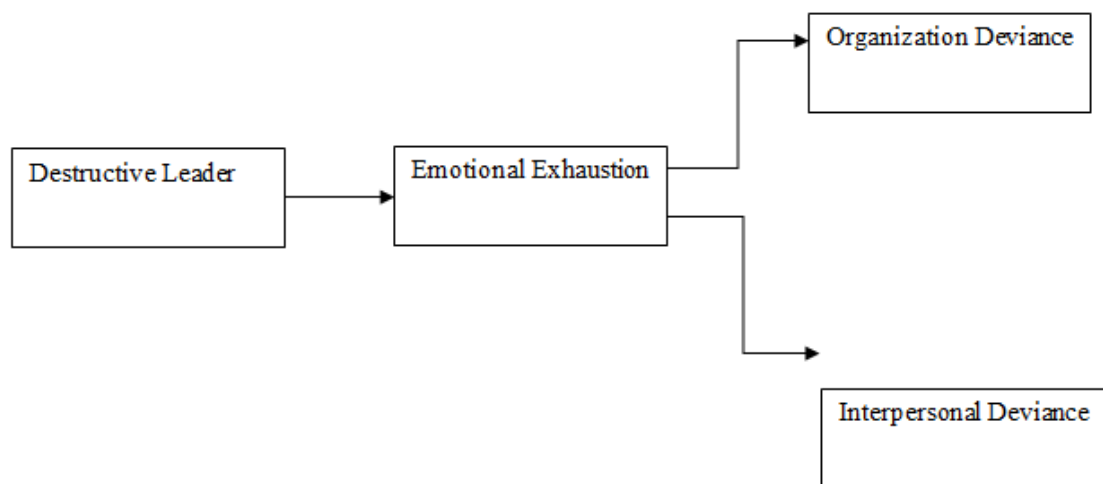 Organization Deviance
Destructive Leader
Emotional Exhaustion
Interpersonal Deviance